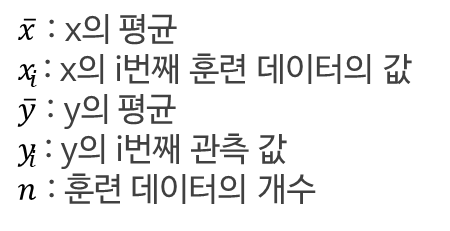 x̄ : x의 평균
xᵢ : x의 i번째 훈련 데이터의 값
ȳ : y의 평균
yᵢ : y의 i번째 관측 값
n : 훈련 데이터의 개수